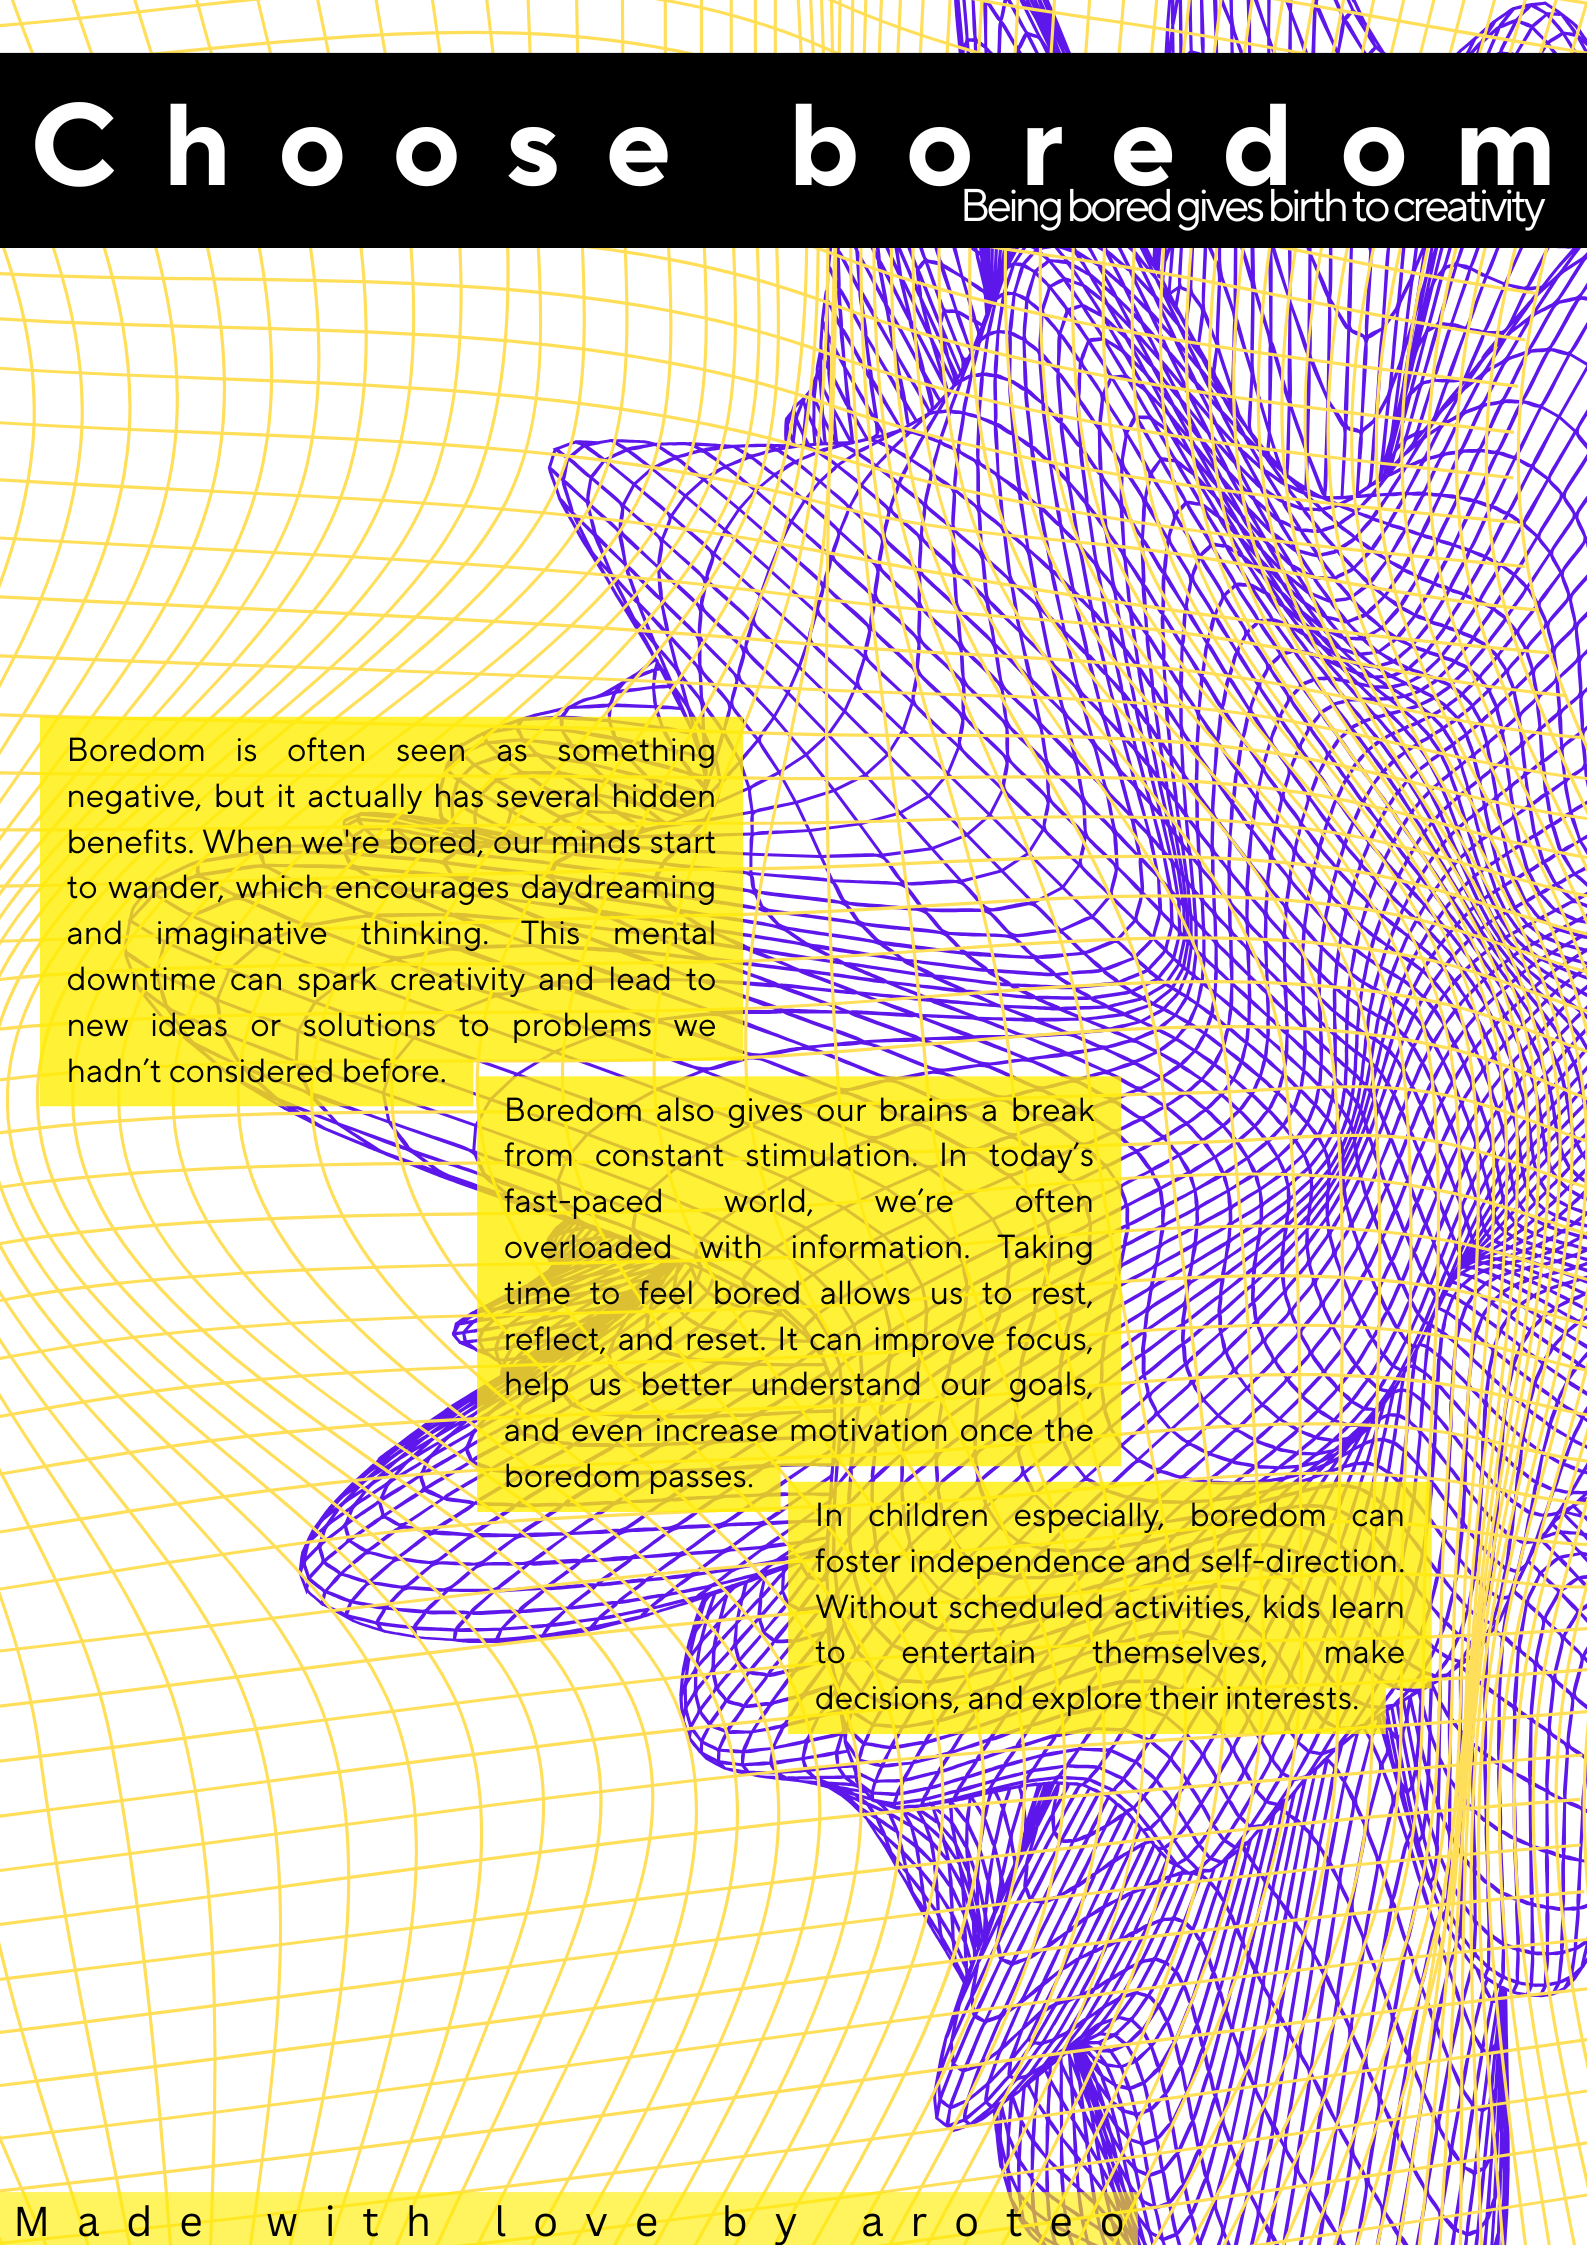 Choose boredom
Being bored gives birth to creativity
Boredom is often seen as something
negative, but it actually has several hidden
benefits. When we're bored, our minds start
to wander, which encourages daydreaming
and imaginative thinking. This mental
downtime can spark creativity and lead to
new ideas or solutions to problems we
hadn’t considered before.
Boredom also gives our brains a break
from constant stimulation. In today’s
fast-paced world, we’re often
overloaded with information. Taking
time to feel bored allows us to rest,
reflect, and reset. It can improve focus,
help us better understand our goals,
and even increase motivation once the
boredom passes.
In children especially, boredom can
foster independence and self-direction.
Without scheduled activities, kids learn
to entertain themselves, make
decisions, and explore their interests.
Made with love by aroteo